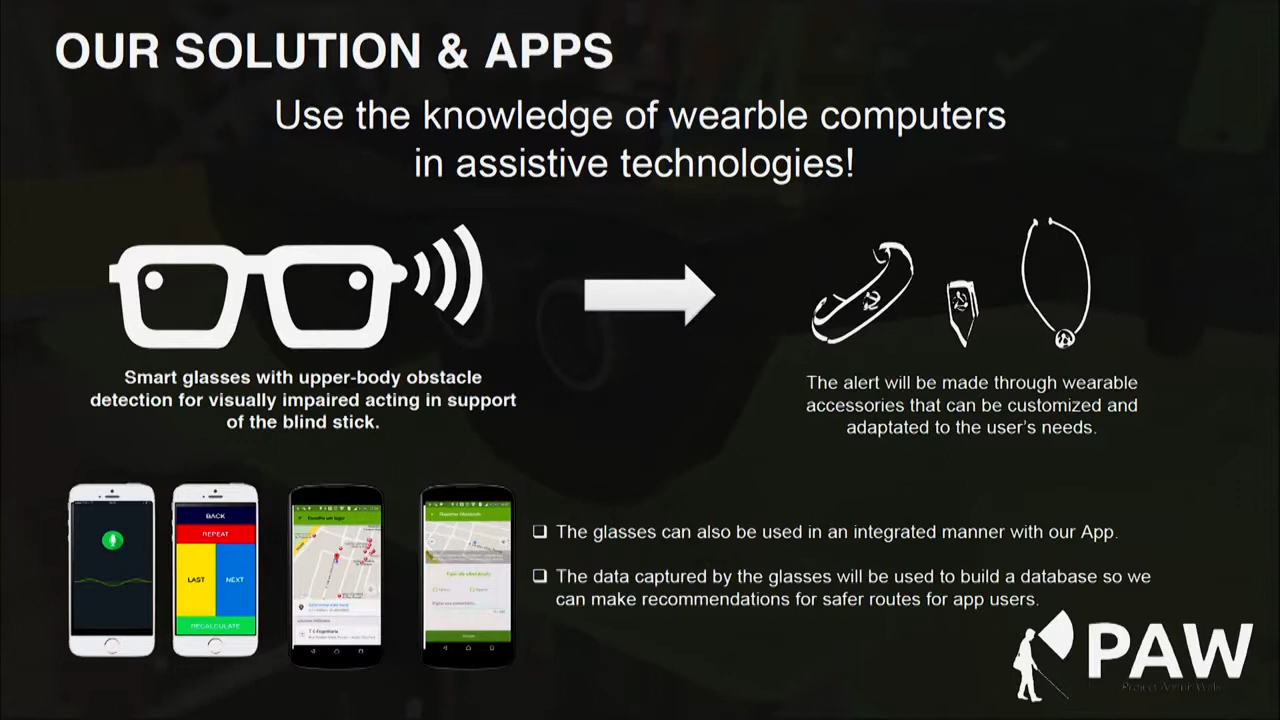 OUR SOLUTION & APPS
Use the knowledge of wearble computers
in assistive technologies!
Smart glasses with upper-body obstacle
detection for visually impaired acting in support
of the blind stick.
The alert will be made through wearable
accessories that can be customized and
adaptated to the user's needs.
BACK
REPEAT
LAST
NEXT
RECALCULATE
❑ The glasses can also be used in an integrated manner with our App.
❑ The data captured by the glasses will be used to build a database so we
can make recommendations for safer routes for app users.
PAW